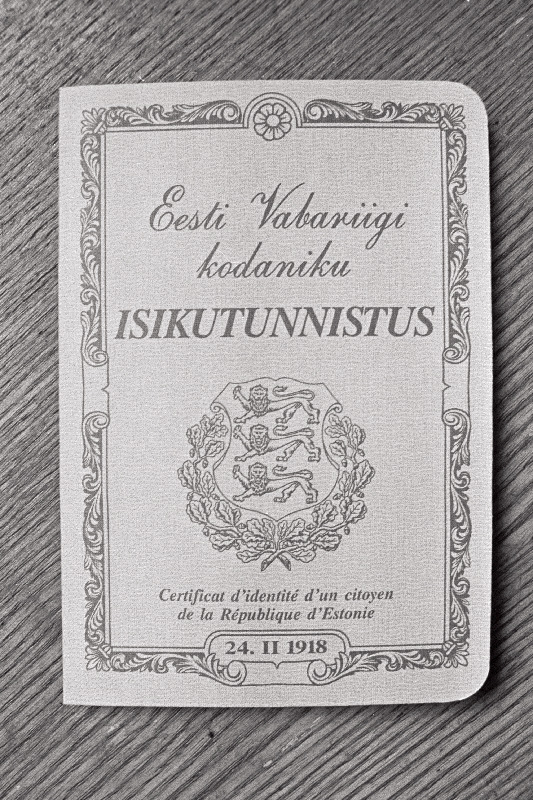 Eesti Vabariigi
kodaniku
ISIKUTUNNISTUS
Certificat d'identité d'un citoyen
de la République d'Estonie
24. II 1918